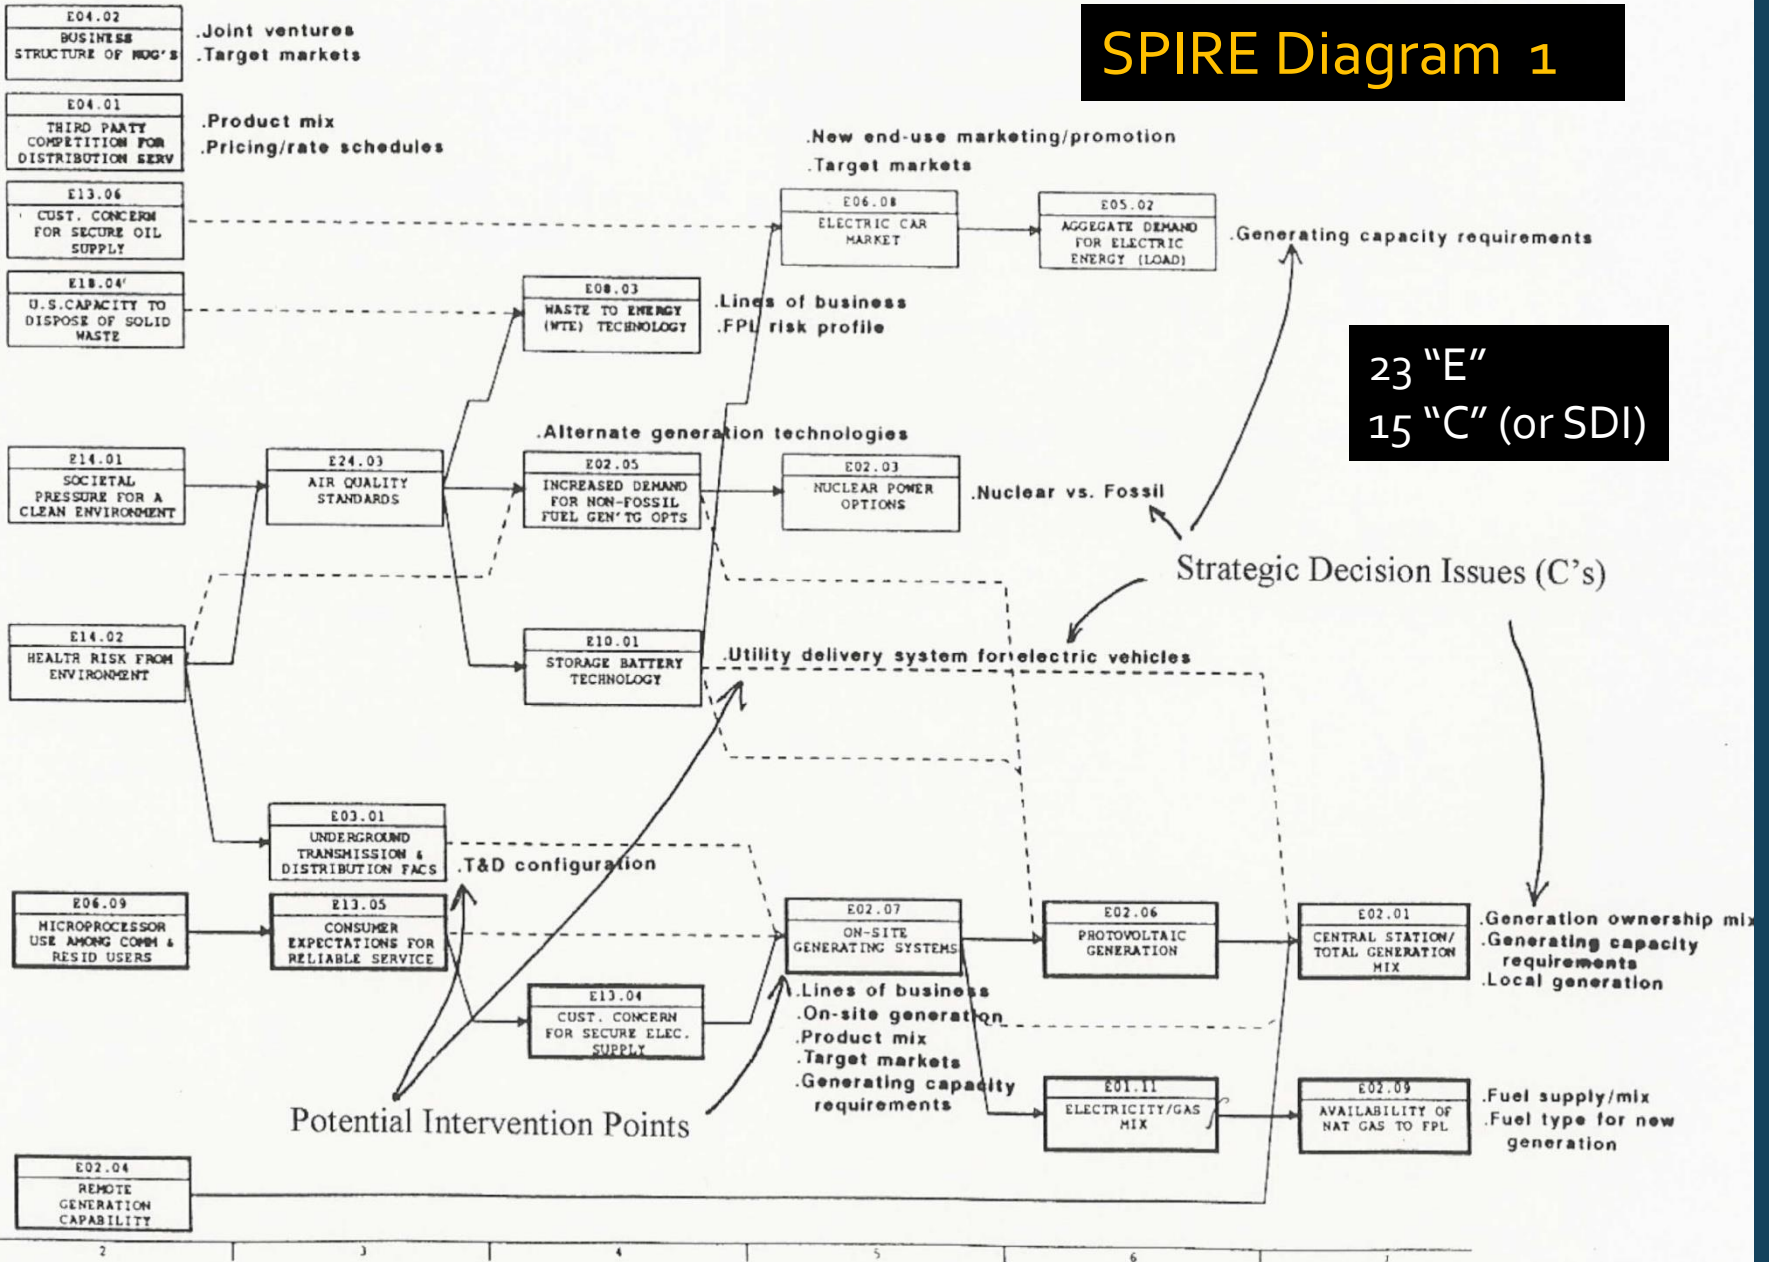 SPIRE Diagram 1
E04.02
BUSINESS
STRUCTURE OF NUG'S
.Joint ventures
.Target markets
E04.01
THIRD PARTY
COMPETITION FOR
DISTRIBUTION SERV
.Product mix
.Pricing/rate schedules
E13.06
CUST. CONCERN
FOR SECURE OIL
SUPPLY
.New end-use marketing/promotion
.Target markets
E06.08
ELECTRIC CAR
MARKET
E05.02
AGGEGATE DEMAND
FOR ELECTRIC
ENERGY (LOAD)
.Generating capacity requirements
E18.04'
U.S.CAPACITY TO
DISPOSE OF SOLID
WASTE
E08.03
WASTE TO ENERGY
(WTE) TECHNOLOGY
.Lines of business
.FPL risk profile
23 "E"
15 "C" (or SDI)
E14.01
SOCIETAL
PRESSURE FOR A
CLEAN ENVIRONMENT
E24.03
AIR QUALITY
STANDARDS
.Alternate generation technologies
E02.05
INCREASED DEMAND
FOR NON-FOSSIL
FUEL GEN'TG OPTS
E02.03
NUCLEAR POWER
OPTIONS
.Nuclear vs. Fossil
Strategic Decision Issues (C's)
E14.02
HEALTH RISK FROM
ENVIRONMENT
E10.01
STORAGE BATTERY
TECHNOLOGY
.Utility delivery system for electric vehicles
E03.01
UNDERGROUND
TRANSMISSION &
DISTRIBUTION FACS
.T&D configuration
E06.09
MICROPROCESSOR
USE AMONG COMM &
RESID USERS
E13.05
CONSUMER
EXPECTATIONS FOR
RELIABLE SERVICE
E02.07
ON-SITE
GENERATING SYSTEMS
E02.06
PHOTOVOLTAIC
GENERATION
E02.01
CENTRAL STATION/
TOTAL GENERATION
MIX
.Generation ownership mix
.Generating capacity
requirements
.Local generation
E13.04
CUST. CONCERN
FOR SECURE ELEC.
SUPPLY
.Lines of business
.On-site generation
.Product mix
.Target markets
.Generating capacity
requirements
Potential Intervention Points
E01.11
ELECTRICITY/GAS
MIX
E02.09
AVAILABILITY OF
NAT GAS TO FPL
.Fuel supply/mix
.Fuel type for new
generation
E02.04
REMOTE
GENERATION
CAPABILITY
2 3 4 5 6